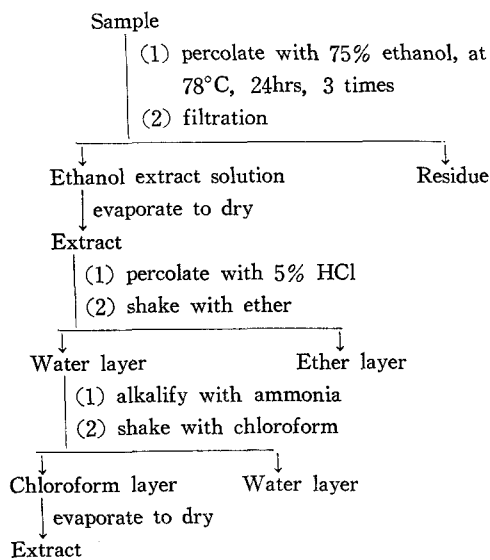 Sample
(1) percolate with 75% ethanol, at
78°C, 24hrs, 3 times
(2) filtration
Ethanol extract solution Residue
evaporate to dry
Extract
(1) percolate with 5% HCl
(2) shake with ether
Water layer Ether layer
(1) alkalify with ammonia
(2) shake with chloroform
Chloroform layer Water layer
evaporate to dry
Extract